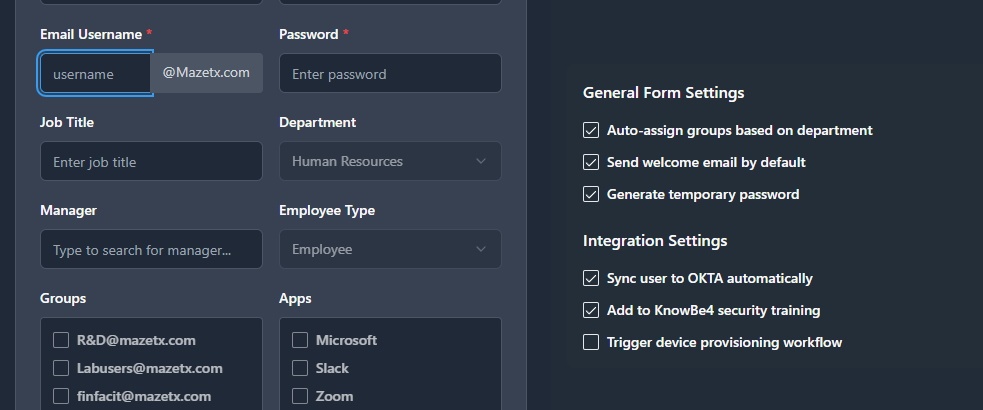 Email Username *
Password *
username
@Mazetx.com
Enter password
Job Title
Department
Enter job title
Human Resources
Manager
Employee Type
Type to search for manager...
Employee
Groups
Apps
R&D@mazetx.com
Microsoft
Labusers@mazetx.com
Slack
finfacit@mazetx.com
Zoom
General Form Settings
Auto-assign groups based on department
Send welcome email by default
Generate temporary password
Integration Settings
Sync user to OKTA automatically
Add to KnowBe4 security training
Trigger device provisioning workflow